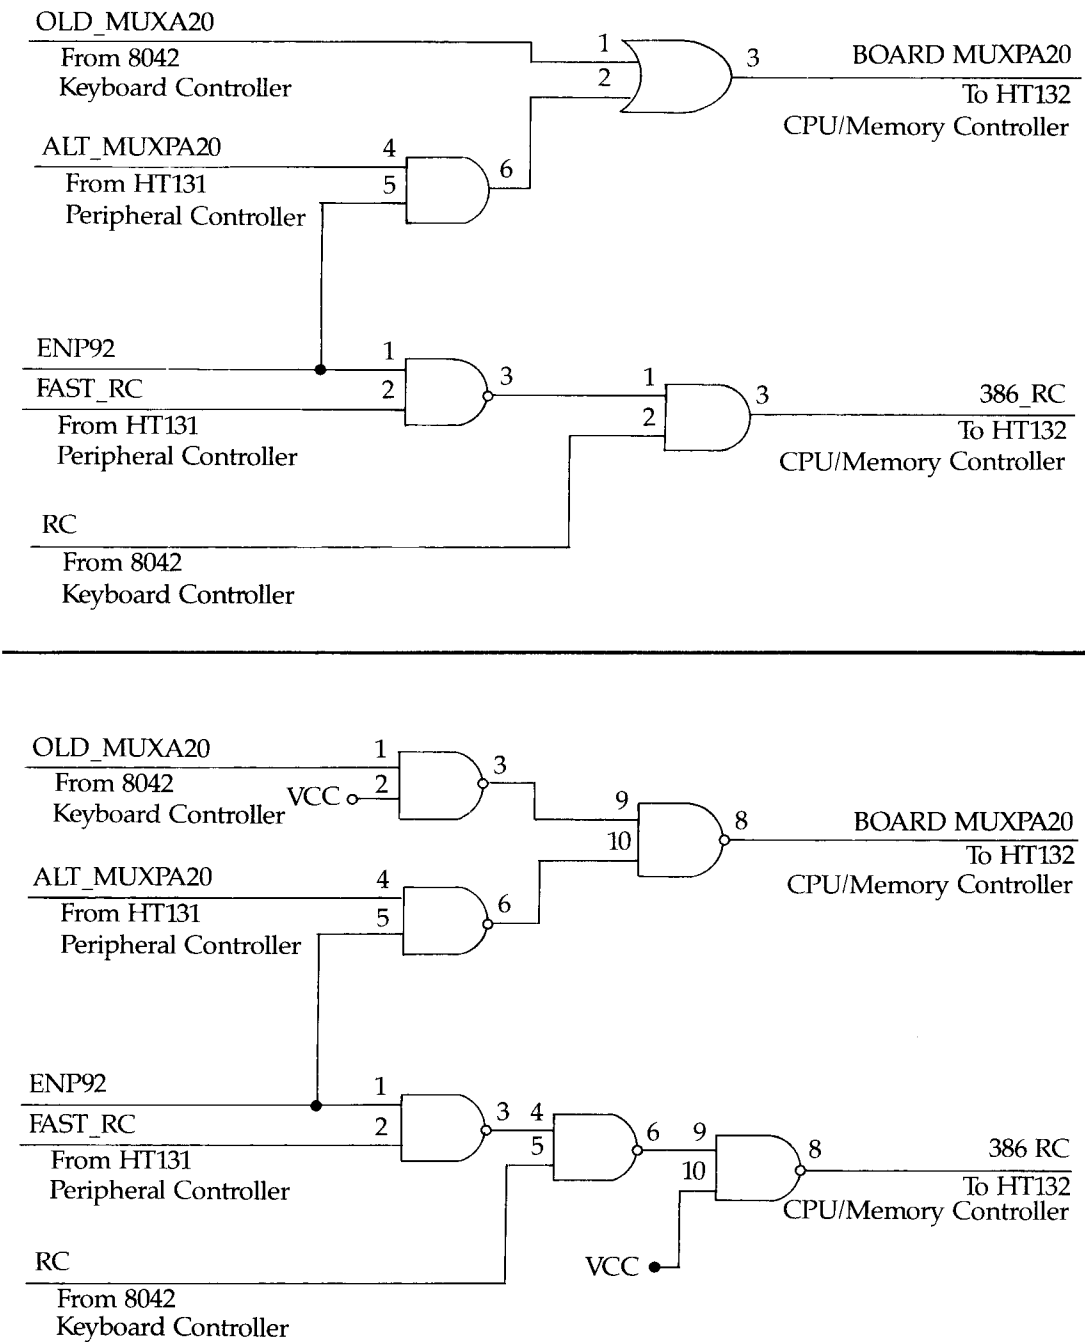 OLD_MUXA20
From 8042
Keyboard Controller
1
2
3
BOARD MUXPA20
To HT132
CPU/Memory Controller
ALT_MUXPA20
From HT131
Peripheral Controller
4
5
6
ENP92
FAST_RC
From HT131
Peripheral Controller
1
2
3
1
2
3
386_RC
To HT132
CPU/Memory Controller
RC
From 8042
Keyboard Controller
OLD_MUXA20
From 8042
Keyboard Controller
1
2
VCC
3
9
10
8
BOARD MUXPA20
To HT132
CPU/Memory Controller
ALT_MUXPA20
From HT131
Peripheral Controller
4
5
6
ENP92
FAST_RC
From HT131
Peripheral Controller
1
2
3
4
5
6
9
10
8
386 RC
To HT132
CPU/Memory Controller
VCC
RC
From 8042
Keyboard Controller